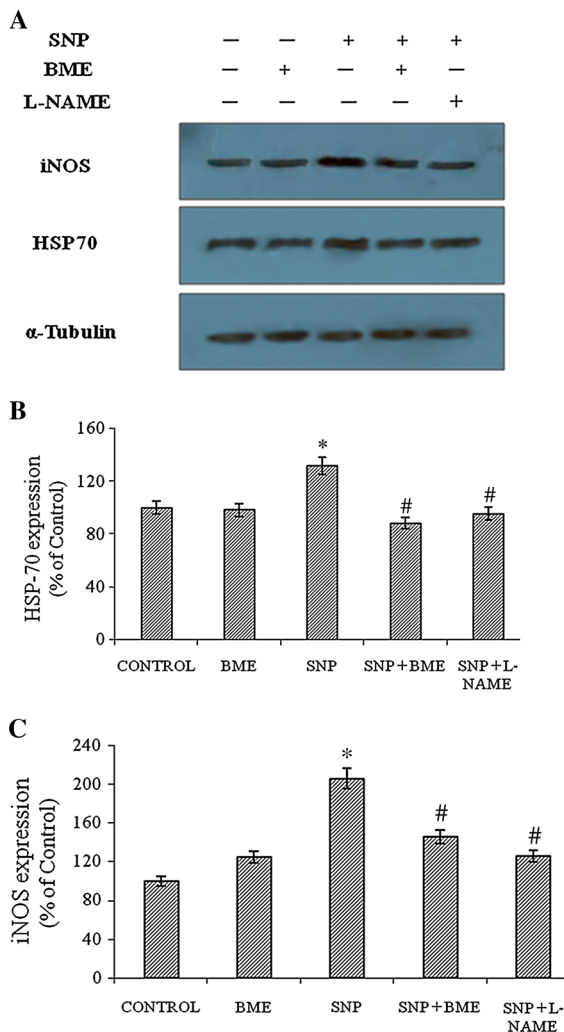 A
SNP − − + + +
BME − + − + −
L-NAME − − − − +
iNOS
HSP70
α-Tubulin
B
HSP-70 expression
(% of Control)
160
120
80
40
0
*
#
#
CONTROL BME SNP SNP+BME SNP+L-
NAME
C
iNOS expression
(% of Control)
240
200
160
120
80
40
0
*
#
#
CONTROL BME SNP SNP+BME SNP+L-
NAME